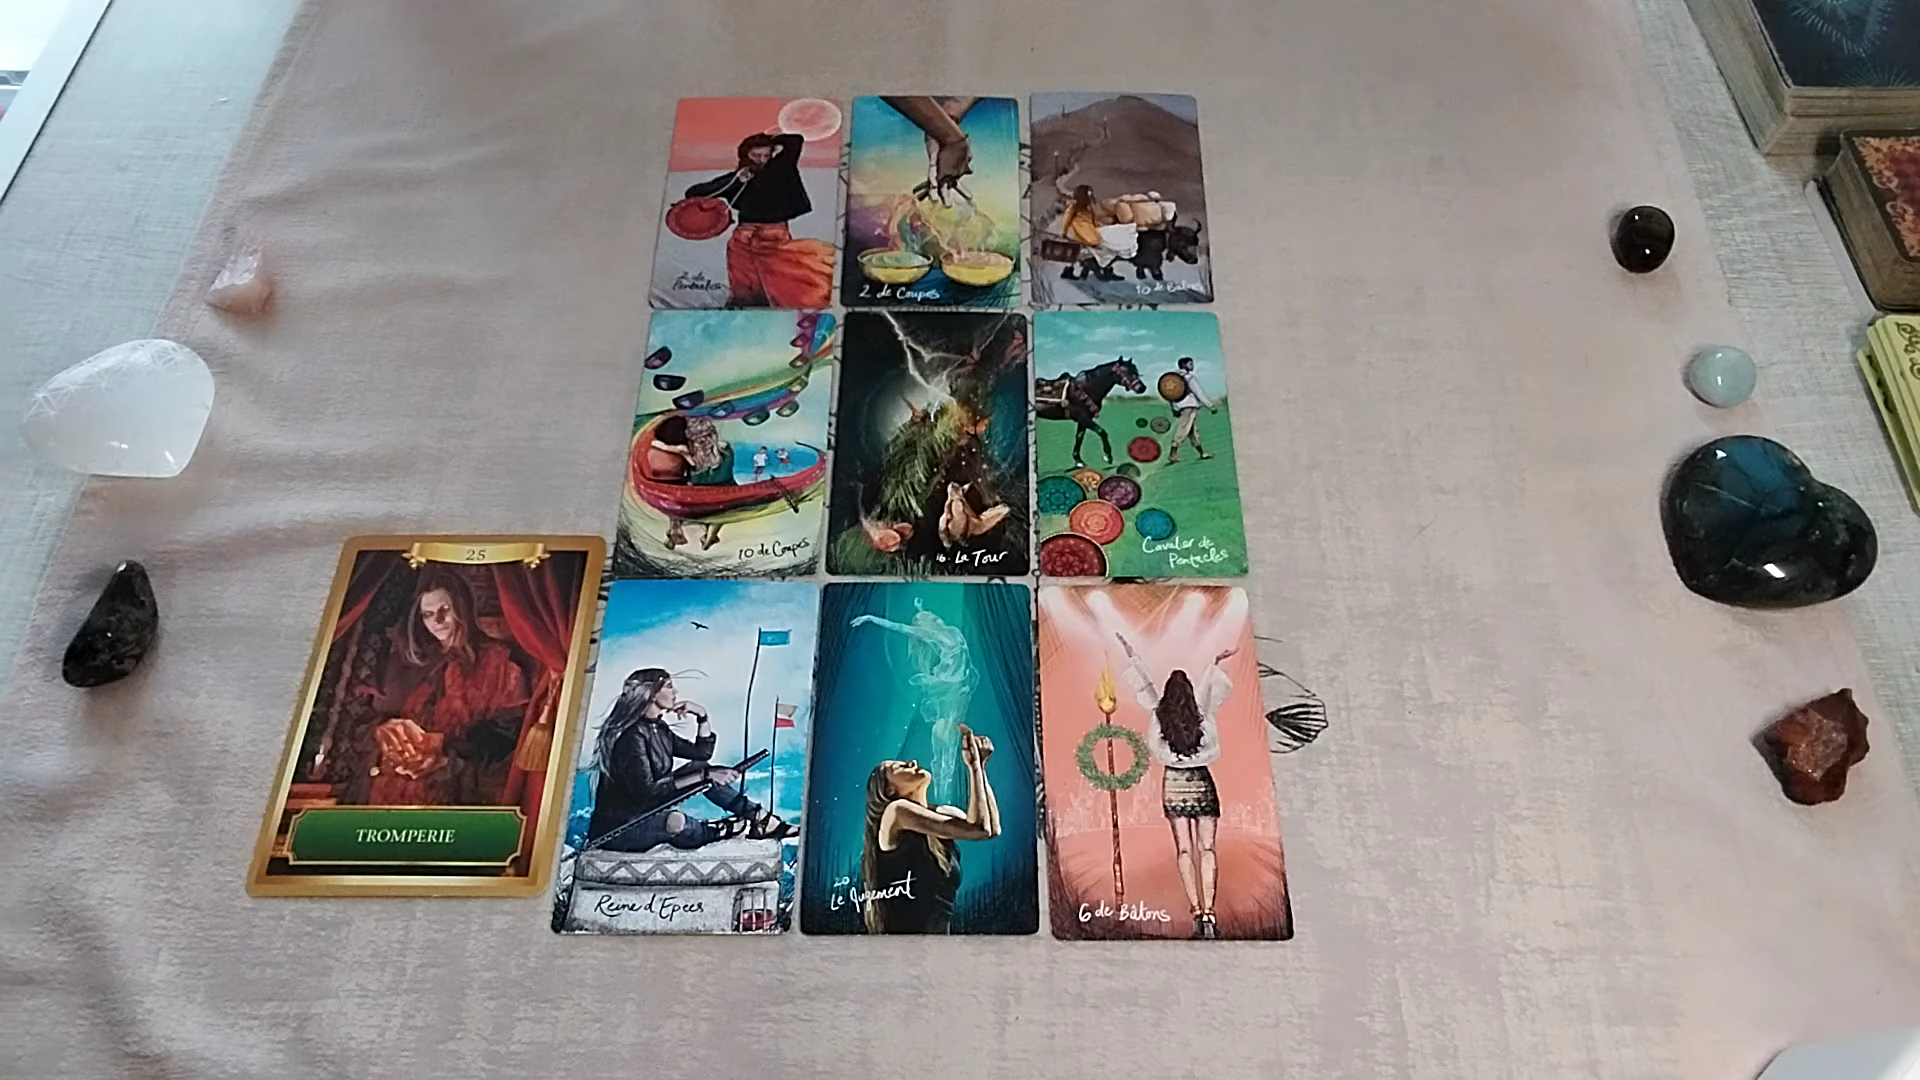 2 de
Pentacles
2 de Coupes
10 de Bâtons
10 de Coupes
16. La Tour
Cavalier de
Pentacles
25
TROMPERIE
Reine d'Epees
20.
Le Jugement
6 de Bâtons